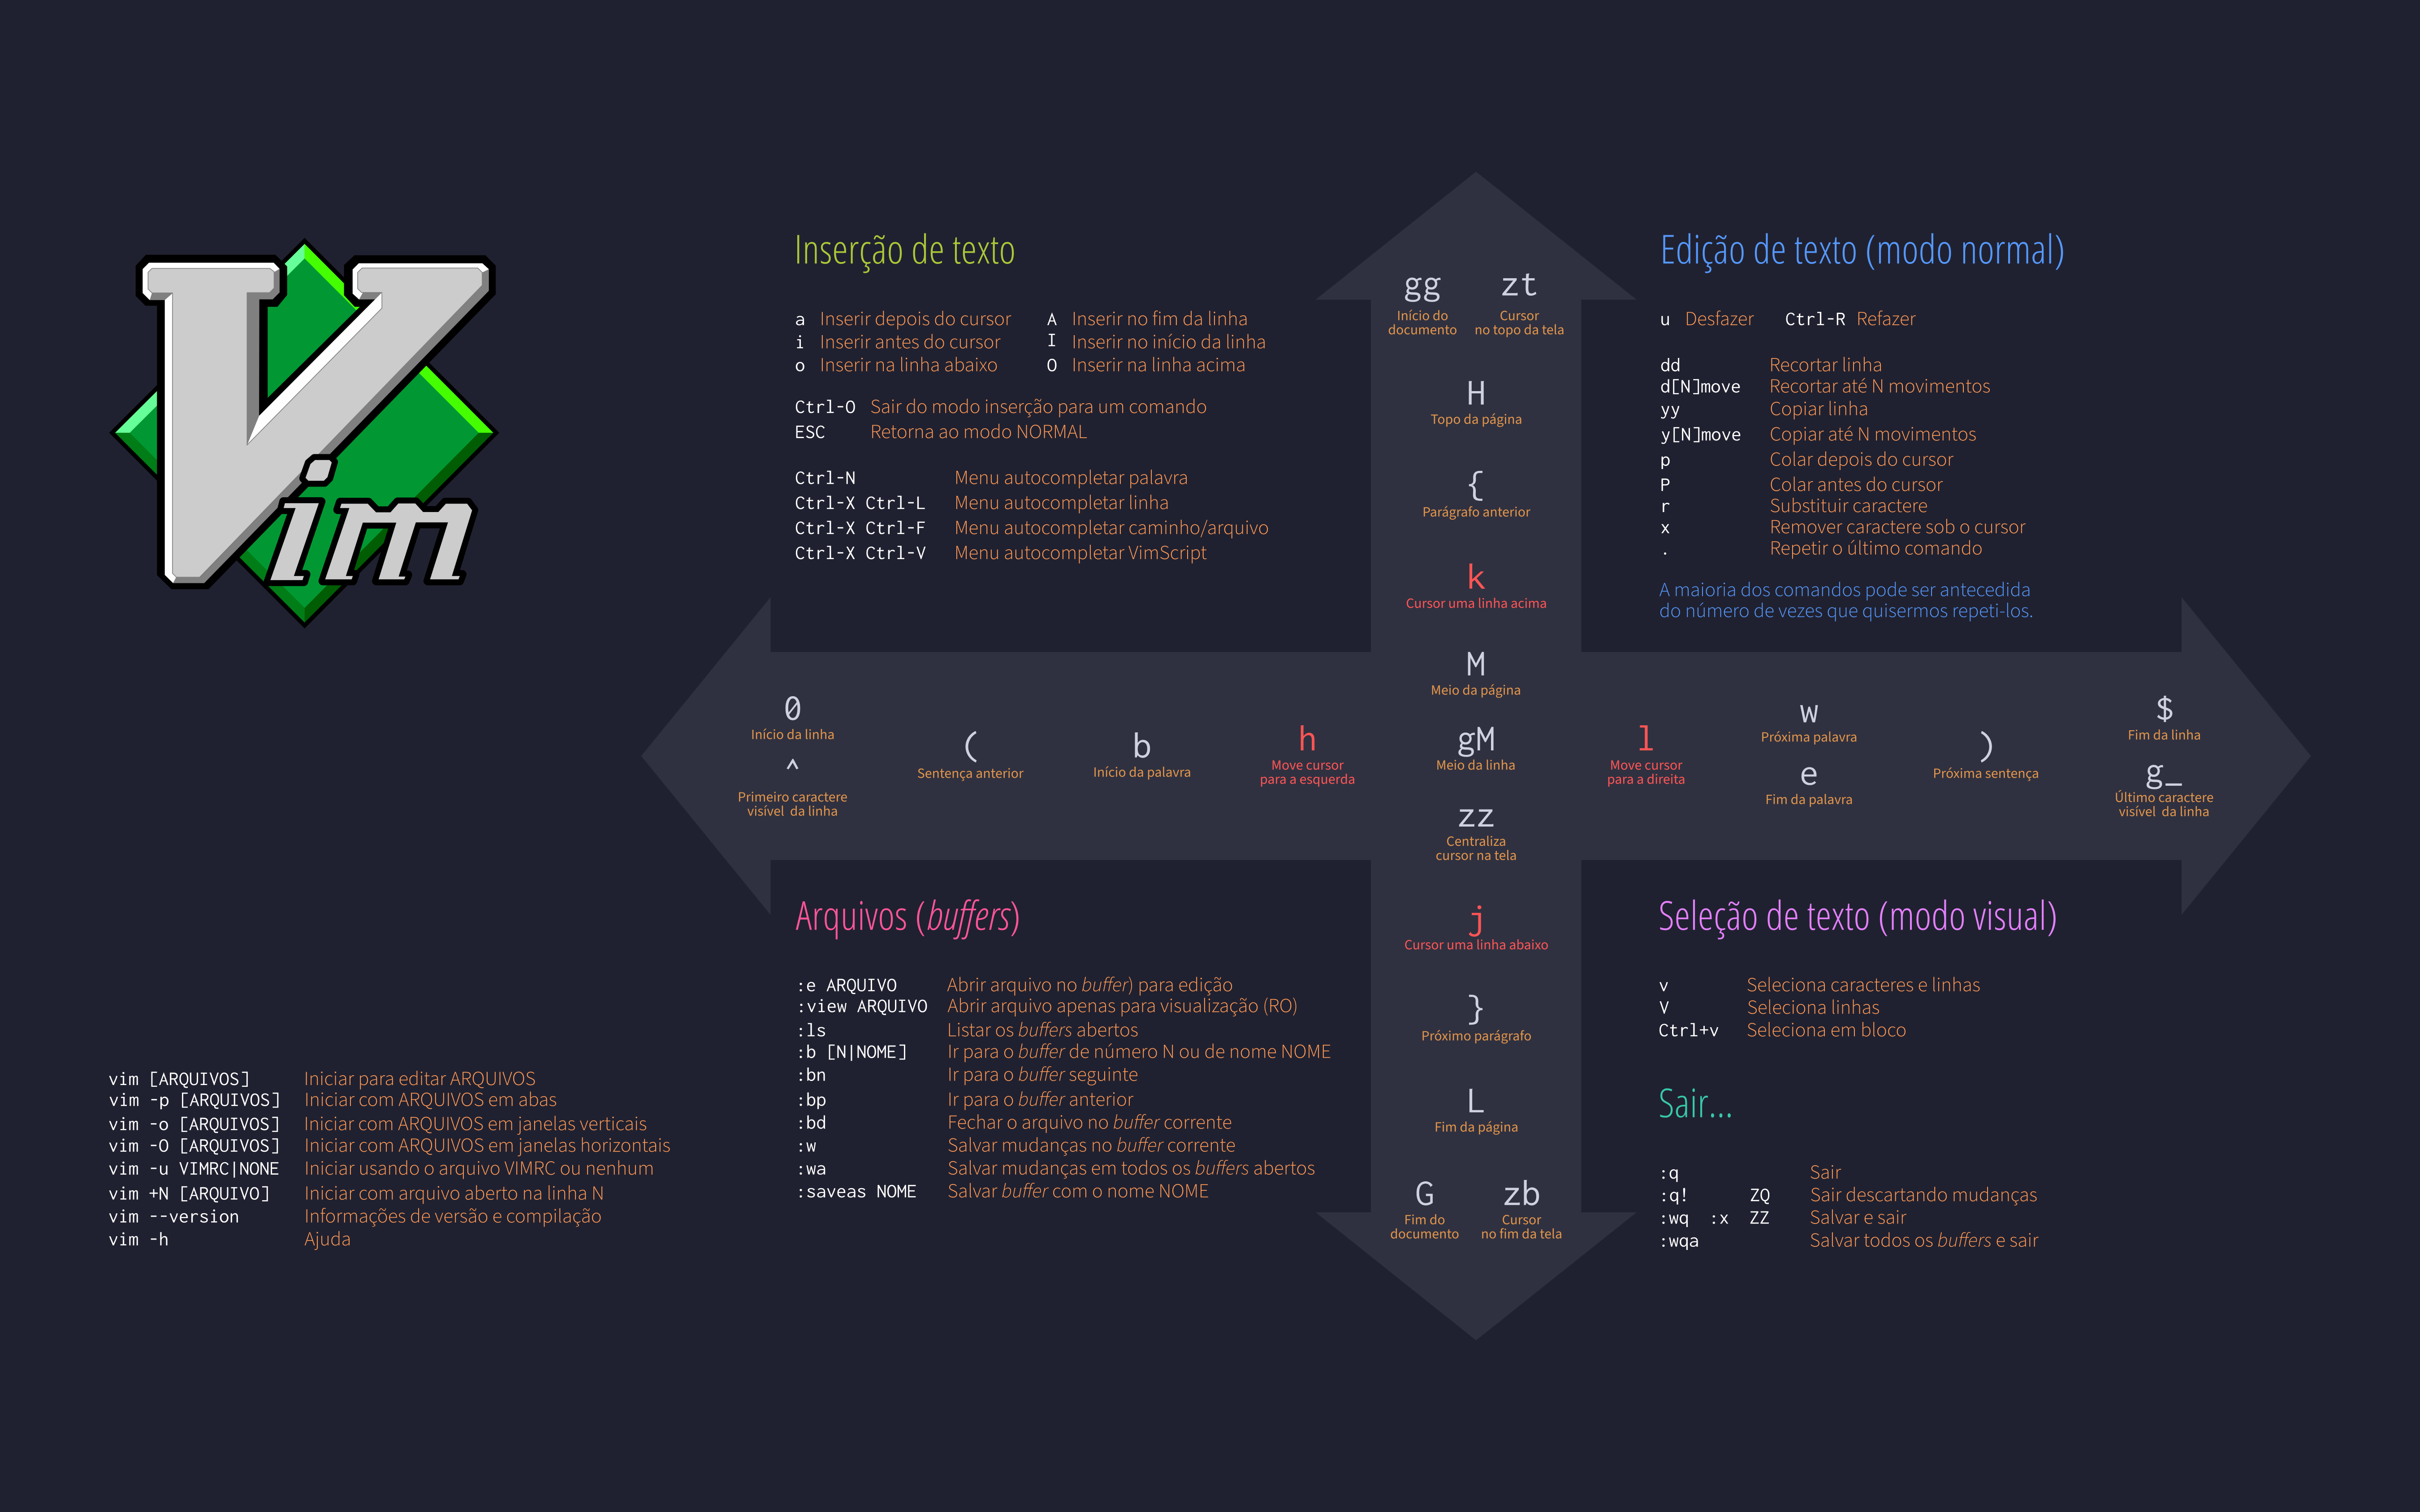 Vim
vim [ARQUIVOS] Iniciar para editar ARQUIVOS
vim -p [ARQUIVOS] Iniciar com ARQUIVOS em abas
vim -o [ARQUIVOS] Iniciar com ARQUIVOS em janelas verticais
vim -O [ARQUIVOS] Iniciar com ARQUIVOS em janelas horizontais
vim -u VIMRC|NONE Iniciar usando o arquivo VIMRC ou nenhum
vim +N [ARQUIVO] Iniciar com arquivo aberto na linha N
vim --version Informações de versão e compilação
vim -h Ajuda
Inserção de texto
a Inserir depois do cursor A Inserir no fim da linha
i Inserir antes do cursor I Inserir no início da linha
o Inserir na linha abaixo O Inserir na linha acima
Ctrl-O Sair do modo inserção para um comando
ESC Retorna ao modo NORMAL
Ctrl-N Menu autocompletar palavra
Ctrl-X Ctrl-L Menu autocompletar linha
Ctrl-X Ctrl-F Menu autocompletar caminho/arquivo
Ctrl-X Ctrl-V Menu autocompletar VimScript
gg
Início do
documento
zt
Cursor
no topo da tela
H
Topo da página
{
Parágrafo anterior
k
Cursor uma linha acima
M
Meio da página
Edição de texto (modo normal)
u Desfazer Ctrl-R Refazer
dd Recortar linha
d[N]move Recortar até N movimentos
yy Copiar linha
y[N]move Copiar até N movimentos
p Colar depois do cursor
P Colar antes do cursor
r Substituir caractere
x Remover caractere sob o cursor
. Repetir o último comando
A maioria dos comandos pode ser antecedida
do número de vezes que quisermos repeti-los.
0
Início da linha
^
Primeiro caractere
visível da linha
(
Sentença anterior
b
Início da palavra
h
Move cursor
para a esquerda
gM
Meio da linha
l
Move cursor
para a direita
w
Próxima palavra
e
Fim da palavra
)
Próxima sentença
$
Fim da linha
g_
Último caractere
visível da linha
zz
Centraliza
cursor na tela
j
Cursor uma linha abaixo
}
Próximo parágrafo
L
Fim da página
G
Fim do
documento
zb
Cursor
no fim da tela
Arquivos (buffers)
:e ARQUIVO Abrir arquivo no buffer) para edição
:view ARQUIVO Abrir arquivo apenas para visualização (RO)
:ls Listar os buffers abertos
:b [N|NOME] Ir para o buffer de número N ou de nome NOME
:bn Ir para o buffer seguinte
:bp Ir para o buffer anterior
:bd Fechar o arquivo no buffer corrente
:w Salvar mudanças no buffer corrente
:wa Salvar mudanças em todos os buffers abertos
:saveas NOME Salvar buffer com o nome NOME
Seleção de texto (modo visual)
v Seleciona caracteres e linhas
V Seleciona linhas
Ctrl+v Seleciona em bloco
Sair...
:q Sair
:q! ZQ Sair descartando mudanças
:wq :x ZZ Salvar e sair
:wqa Salvar todos os buffers e sair